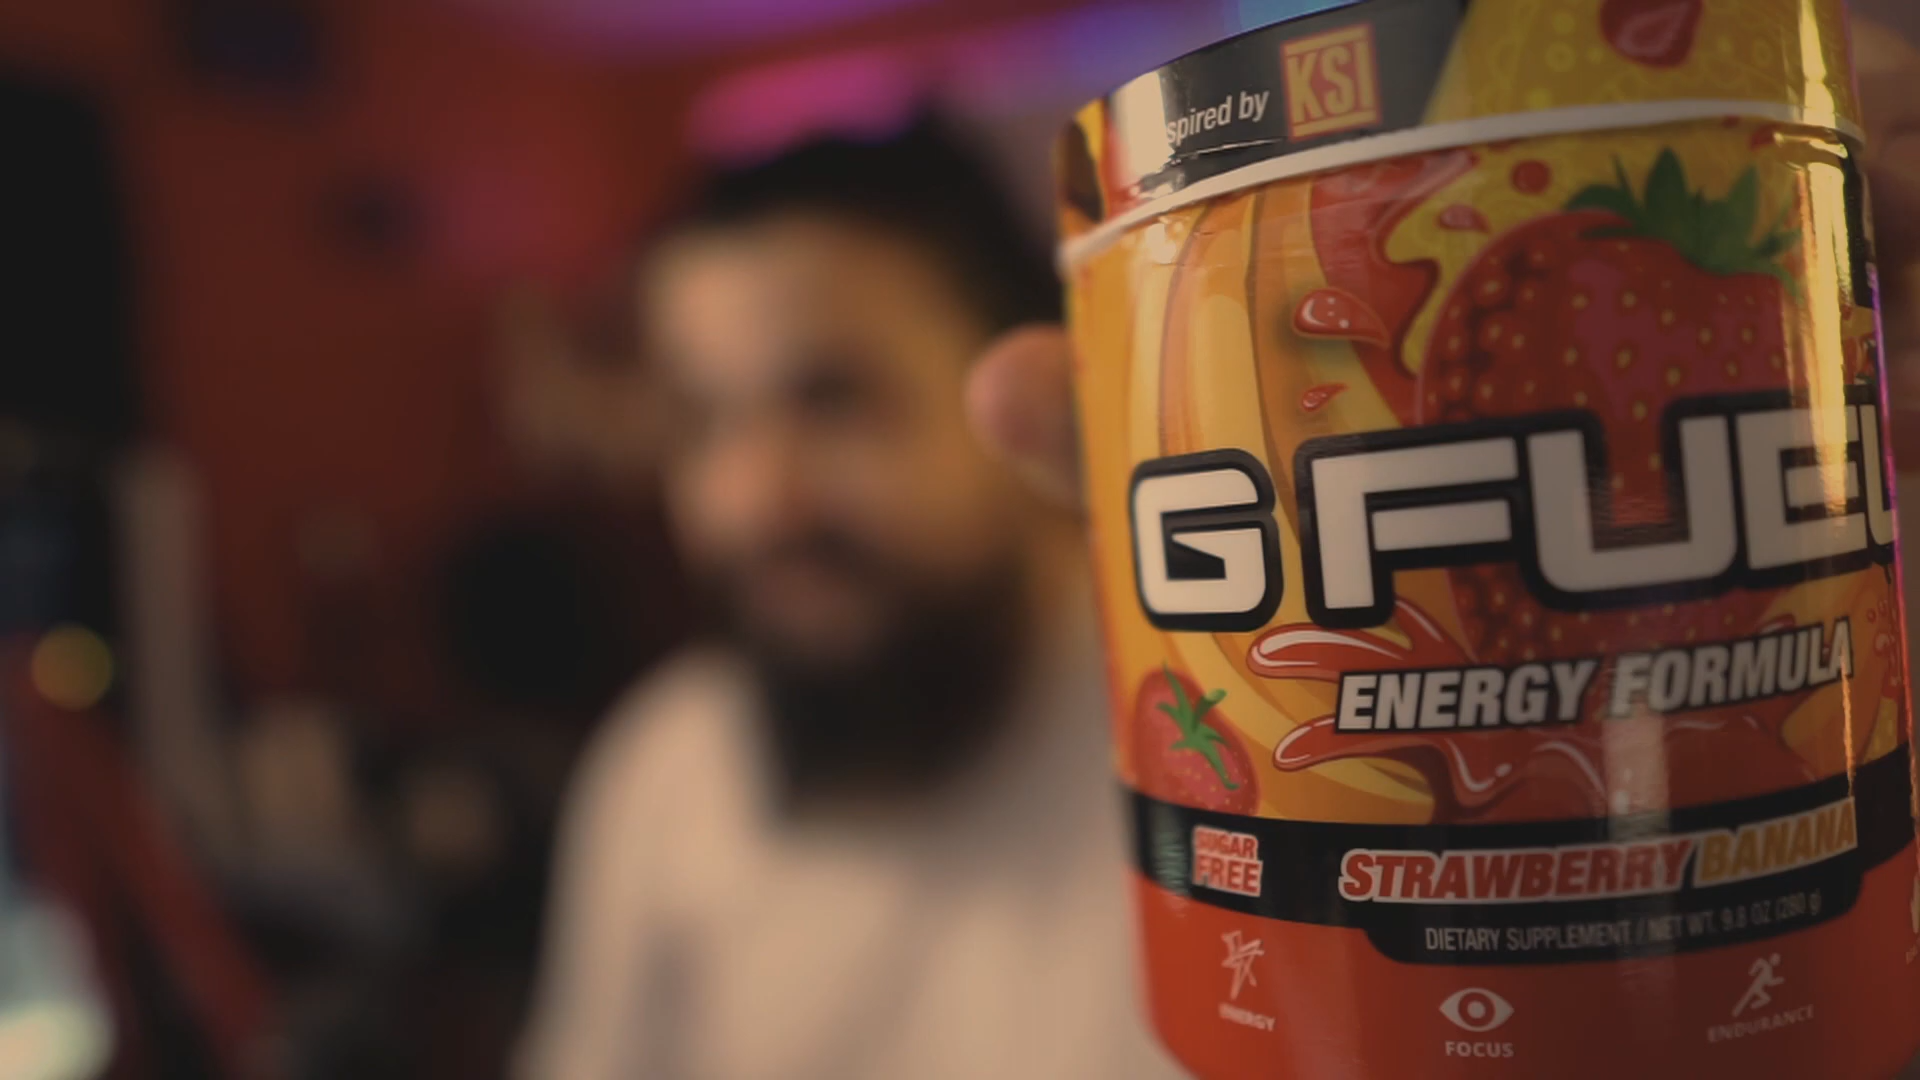 spired by KSI
G FUEL
ENERGY FORMULA
SUGAR
FREE
STRAWBERRY BANANA
DIETARY SUPPLEMENT / NET WT. 9.8 OZ (280 g)
ENERGY
FOCUS
ENDURANCE